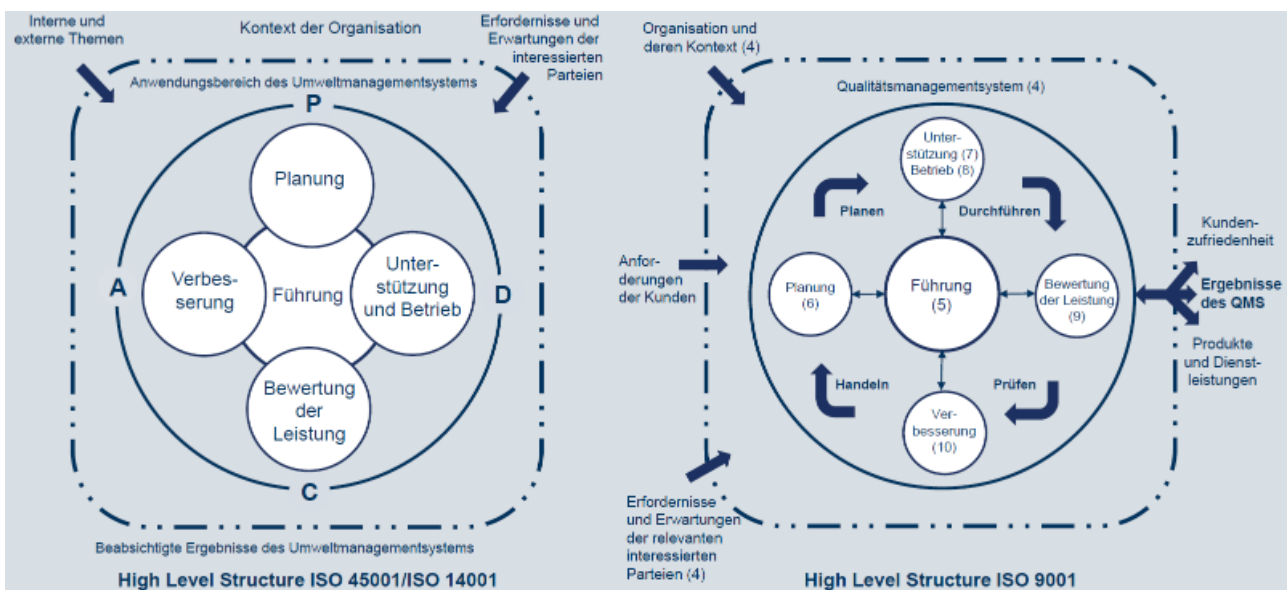 Interne und
externe Themen
Kontext der Organisation
Erfordernisse und
Erwartungen der
interessierten
Parteien
Anwendungsbereich des Umweltmanagementsystems
P
Planung
A
Verbes-
serung
Führung
Unter-
stützung
und Betrieb
D
Bewertung
der
Leistung
C
Beabsichtigte Ergebnisse des Umweltmanagementsystems
High Level Structure ISO 45001/ISO 14001
Organisation und
deren Kontext (4)
Qualitätsmanagementsystem (4)
Unter-
stützung (7)
Betrieb (8)
Planen
Durchführen
Anfor-
derungen
der Kunden
Planung
(6)
Führung
(5)
Bewertung
der Leistung
(9)
Kunden-
zufriedenheit
Ergebnisse
des QMS
Produkte
und Dienst-
leistungen
Handeln
Prüfen
Ver-
besserung
(10)
Erfordernisse
und Erwartungen
der relevanten
interessierten
Parteien (4)
High Level Structure ISO 9001